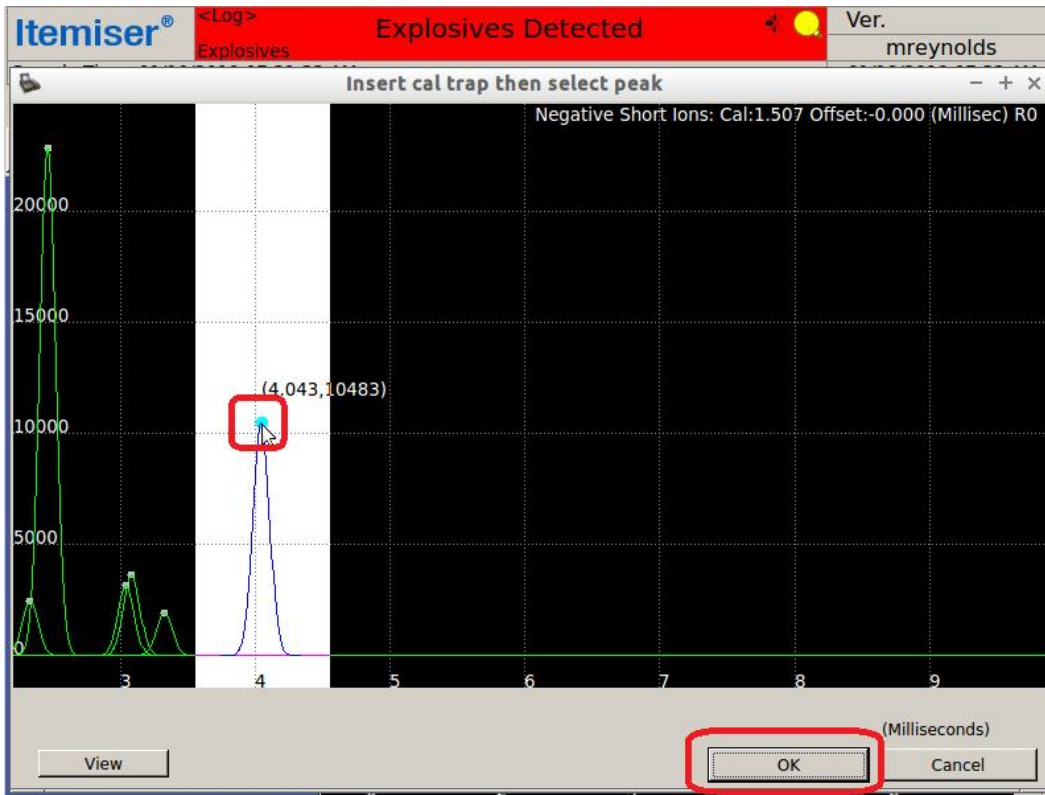 Itemiser®
<Log>
Explosives
Explosives Detected
Ver.
mreynolds
Insert cal trap then select peak
Negative Short Ions: Cal:1.507 Offset:-0.000 (Millisec) R0
20000
15000
(4.043,10483)
10000
5000
0
3 4 5 6 7 8 9
(Milliseconds)
View
OK
Cancel